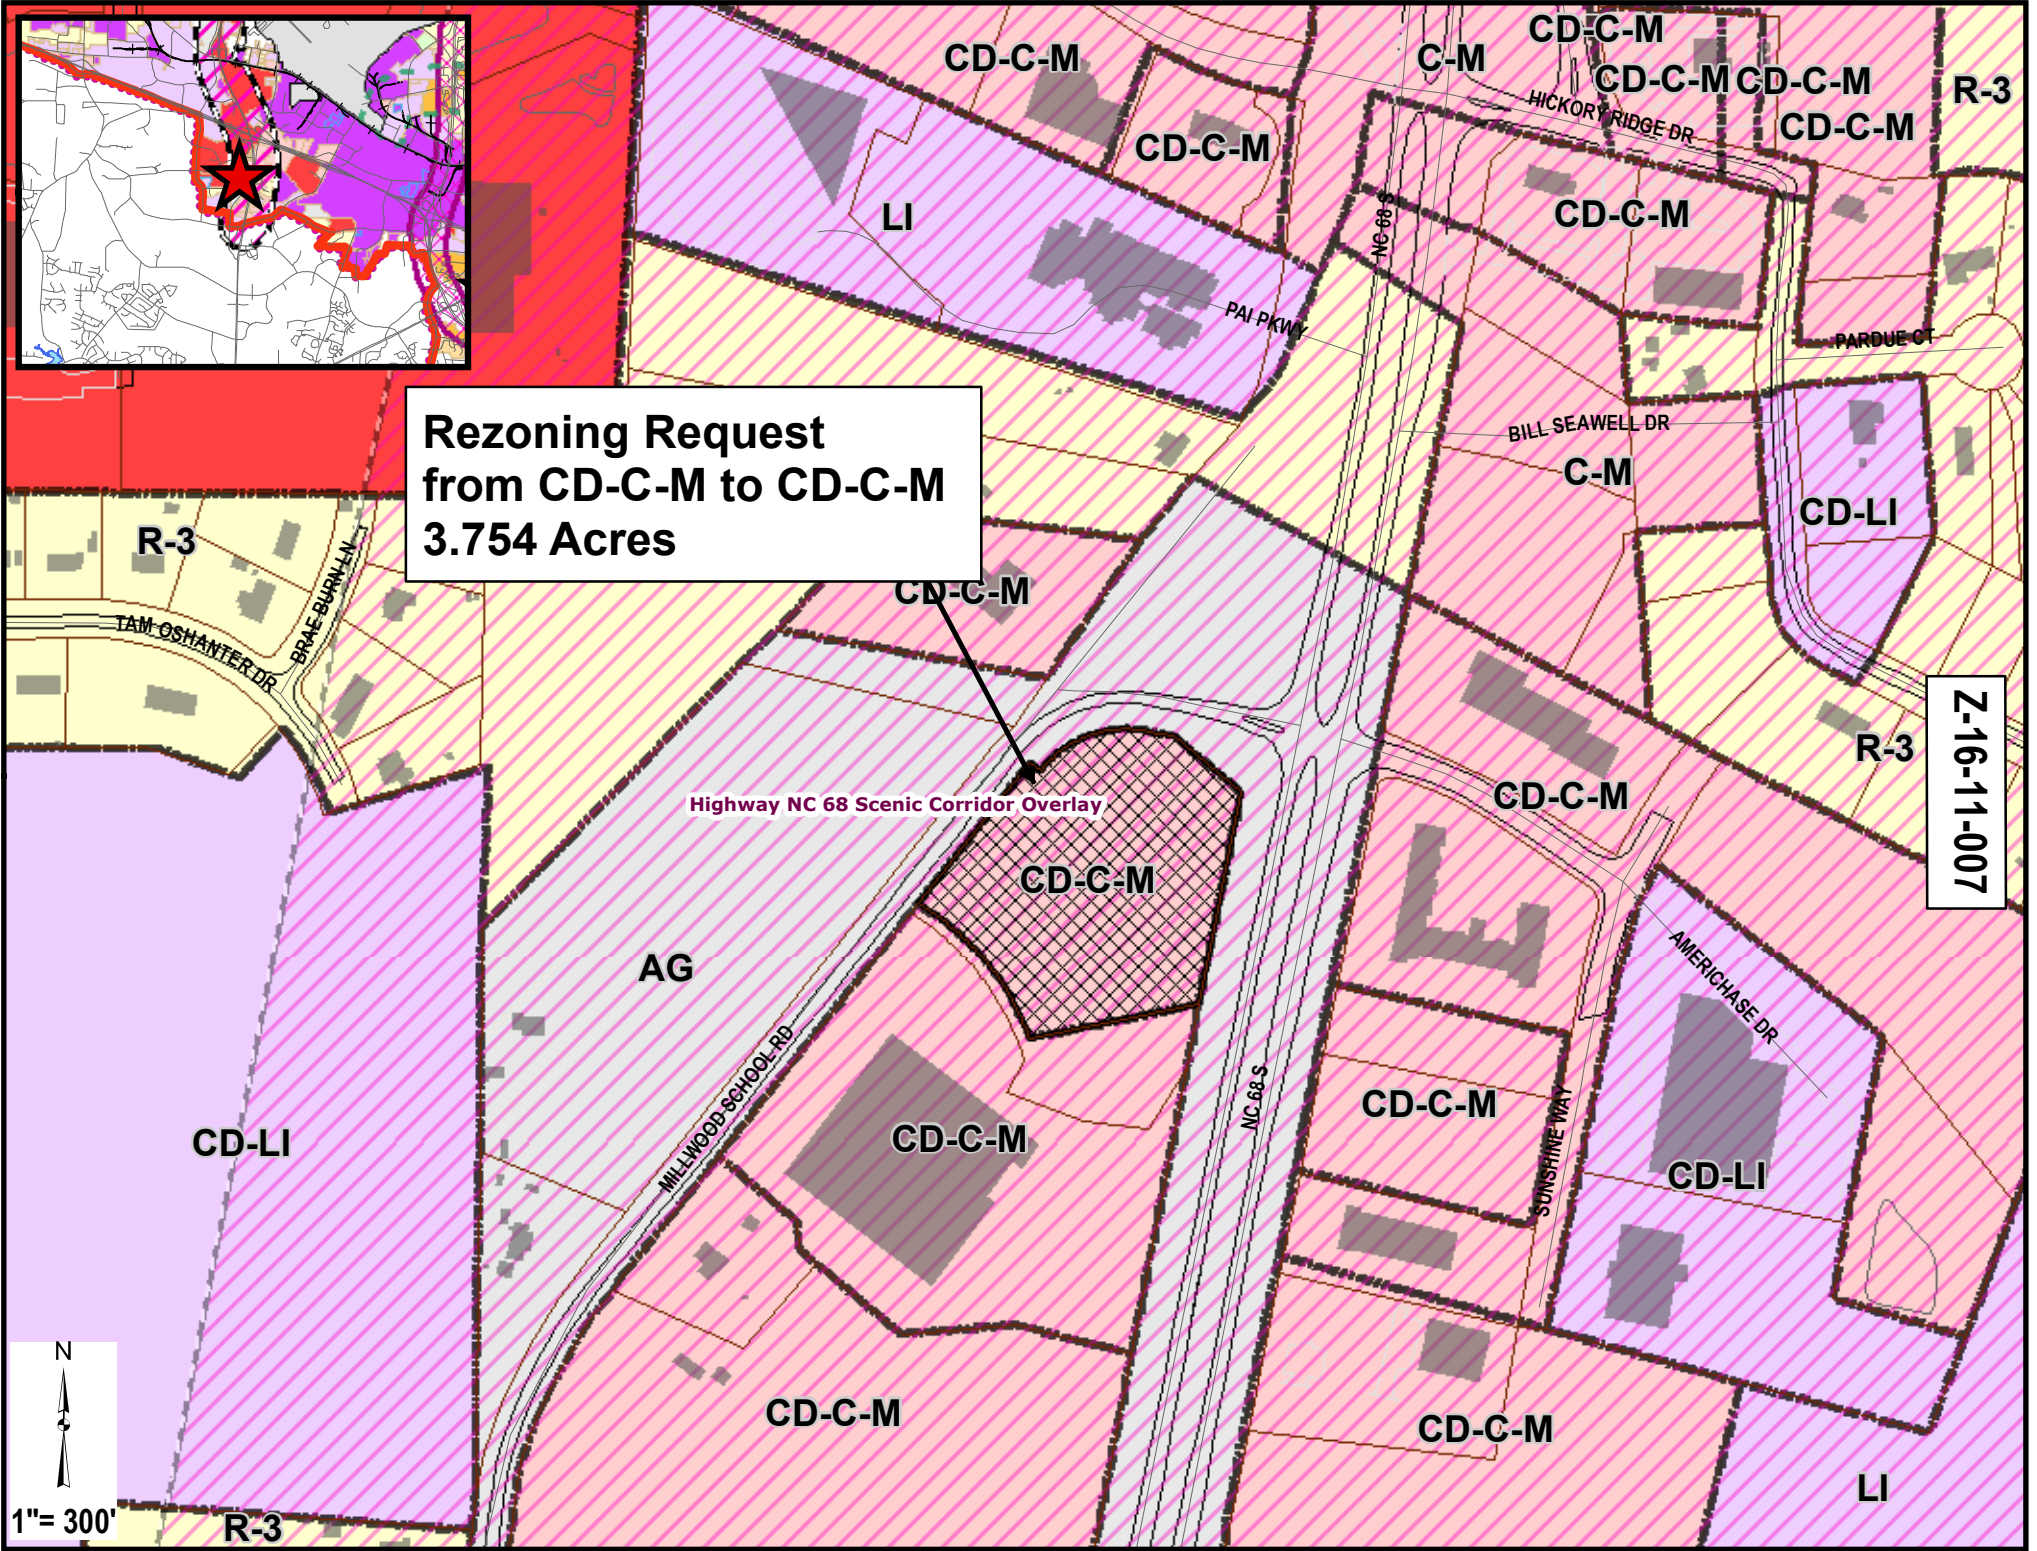 CD-C-M
C-M
CD-C-M
CD-C-M
CD-C-M
R-3
HICKORY RIDGE DR
CD-C-M
CD-C-M
LI
NC 68 S
CD-C-M
PAI PKWY
PARDUE CT
Rezoning Request
from CD-C-M to CD-C-M
3.754 Acres
BILL SEAWELL DR
C-M
CD-LI
R-3
BRAE BURN LN
CD-C-M
TAM OSHANTER DR
Z-16-11-007
R-3
Highway NC 68 Scenic Corridor Overlay
CD-C-M
CD-C-M
AG
AMERICHASE DR
MILLWOOD SCHOOL RD
NC 68 S
CD-C-M
SUNSHINE WAY
CD-LI
CD-C-M
CD-LI
N
CD-C-M
CD-C-M
LI
1"= 300'
R-3